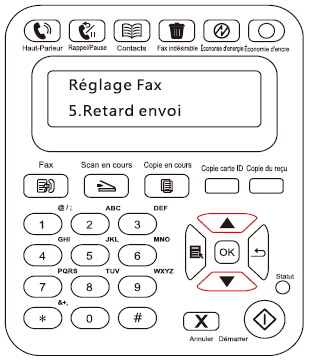 Haut-Parleur Rappel/Pause Contacts Fax indésirable Économie d'énergie Économie d'encre
Réglage Fax
5.Retard envoi
Fax Scan en cours Copie en cours Copie carte ID Copie du reçu
@ / ; ABC DEF
1 2 3
GHI JKL MNO
4 5 6
OK
PQRS TUV WXYZ
7 8 9
Statut
&+,
* 0 #
X
Annuler Démarrer